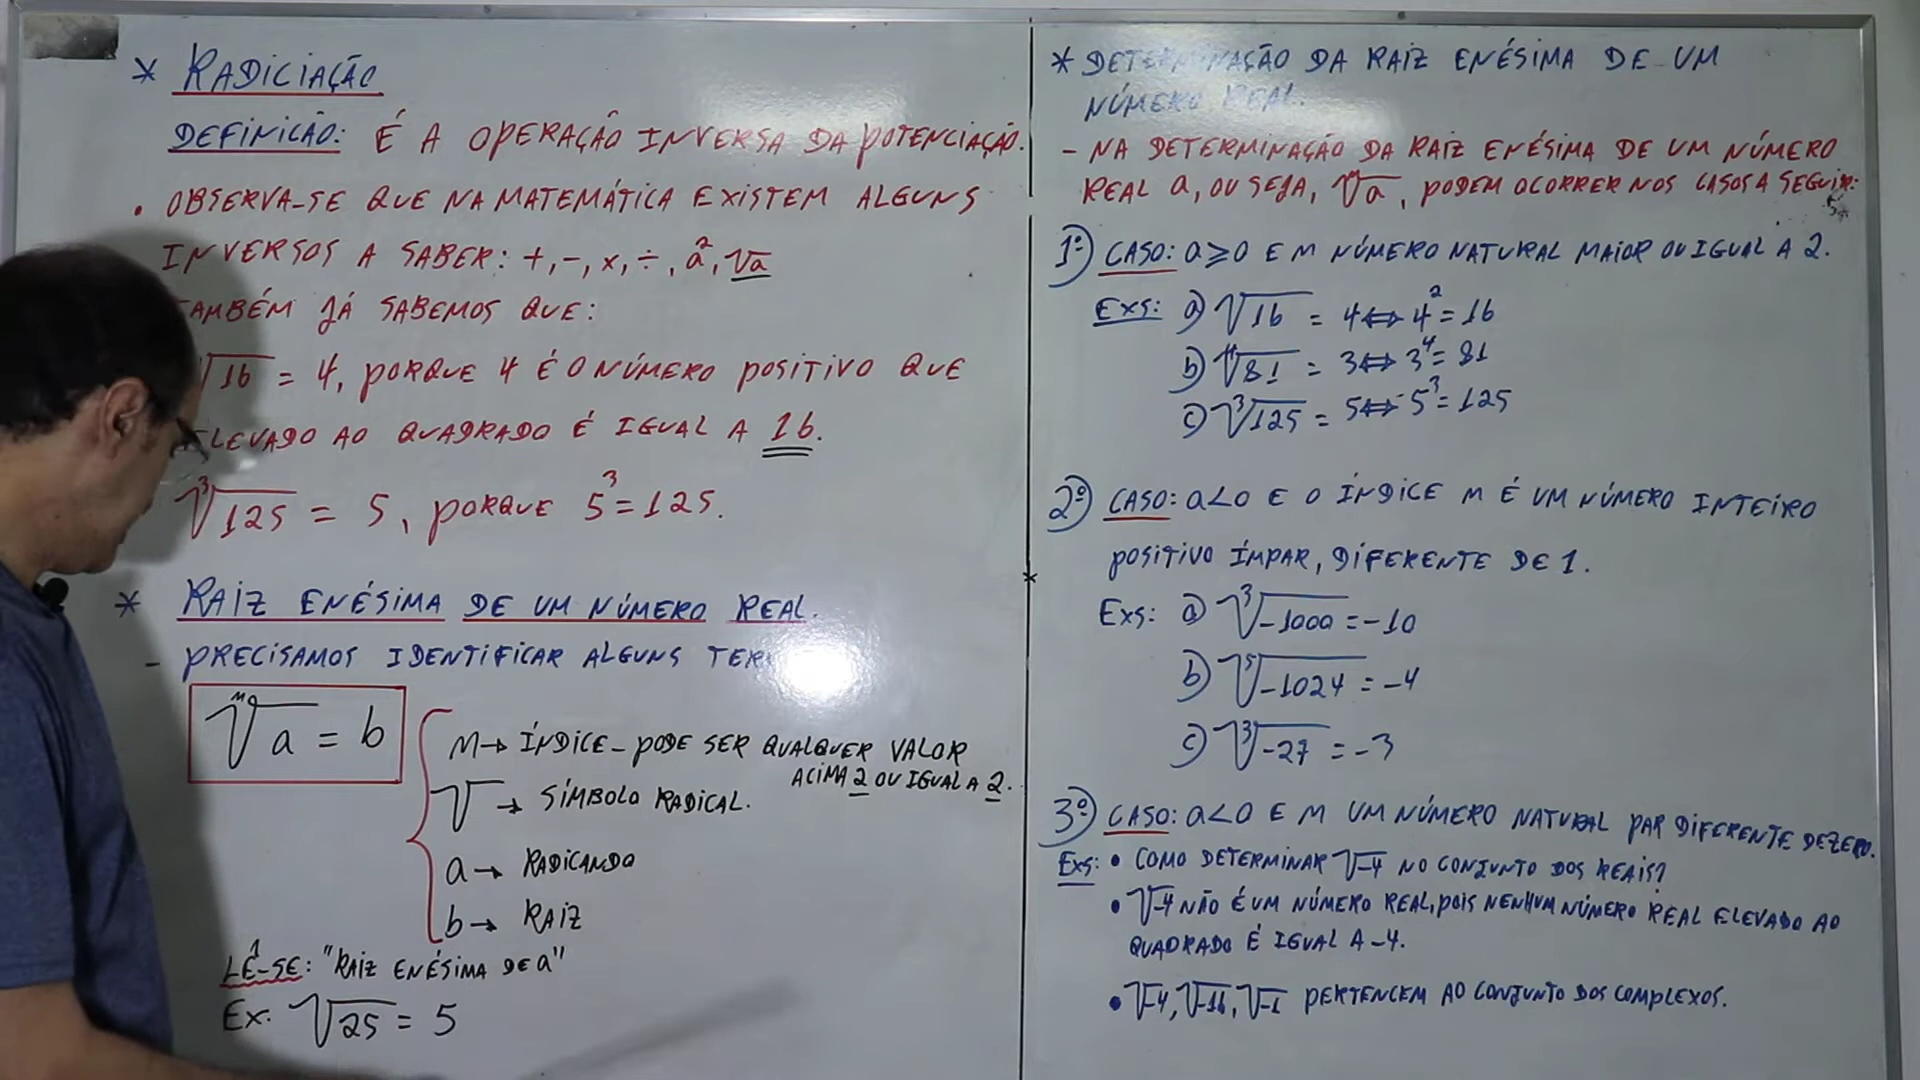 * RADICIAÇÃO
DEFINICÃO: É A OPERAÇÃO INVERSA DA POTENCIAÇÃO.
• OBSERVA-SE QUE NA MATEMÁTICA EXISTEM ALGUNS
INVERSOS A SABER: +, -, x, ÷, a², √a
TAMBÉM JÁ SABEMOS QUE:
√16 = 4, PORQUE 4 É O NÚMERO POSITIVO QUE
ELEVADO AO QUADRADO É IGUAL A 16.
³√125 = 5, PORQUE 5³ = 125.
* RAIZ ENÉSIMA DE UM NÚMERO REAL.
- PRECISAMOS IDENTIFICAR ALGUNS
ⁿ√a = b
n → ÍNDICE - PODE SER QUALQUER VALOR
ACIMA 2 OU IGUAL A 2.
√ → SÍMBOLO RADICAL.
a → RADICANDO
b → RAIZ
LÊ-SE: "RAIZ ENÉSIMA DE a"
Ex. √25 = 5
* DETERMINAÇÃO DA RAIZ ENÉSIMA DE UM
NÚMERO REAL.
- NA DETERMINAÇÃO DA RAIZ ENÉSIMA DE UM NÚMERO
REAL a, OU SEJA, ⁿ√a, PODEM OCORRER NOS CASOS A SEGUIR:
1º) CASO: a ≥ 0 E n NÚMERO NATURAL MAIOR OU IGUAL A 2.
EXS: a) √16 = 4 ⇔ 4² = 16
b) ⁴√81 = 3 ⇔ 3⁴ = 81
c) ³√125 = 5 ⇔ 5³ = 125
2º) CASO: a < 0 E O ÍNDICE n É UM NÚMERO INTEIRO
POSITIVO ÍMPAR, DIFERENTE DE 1.
EXS: a) ³√-1000 = -10
b) ⁵√-1024 = -4
c) ³√-27 = -3
3º) CASO: a < 0 E n UM NÚMERO NATURAL PAR DIFERENTE DE ZERO.
EXS: • COMO DETERMINAR √-4 NO CONJUNTO DOS REAIS?
• √-4 NÃO É UM NÚMERO REAL, POIS NENHUM NÚMERO REAL ELEVADO AO
QUADRADO É IGUAL A -4.
• √-4, √-16, √-1 PERTENCEM AO CONJUNTO DOS COMPLEXOS.